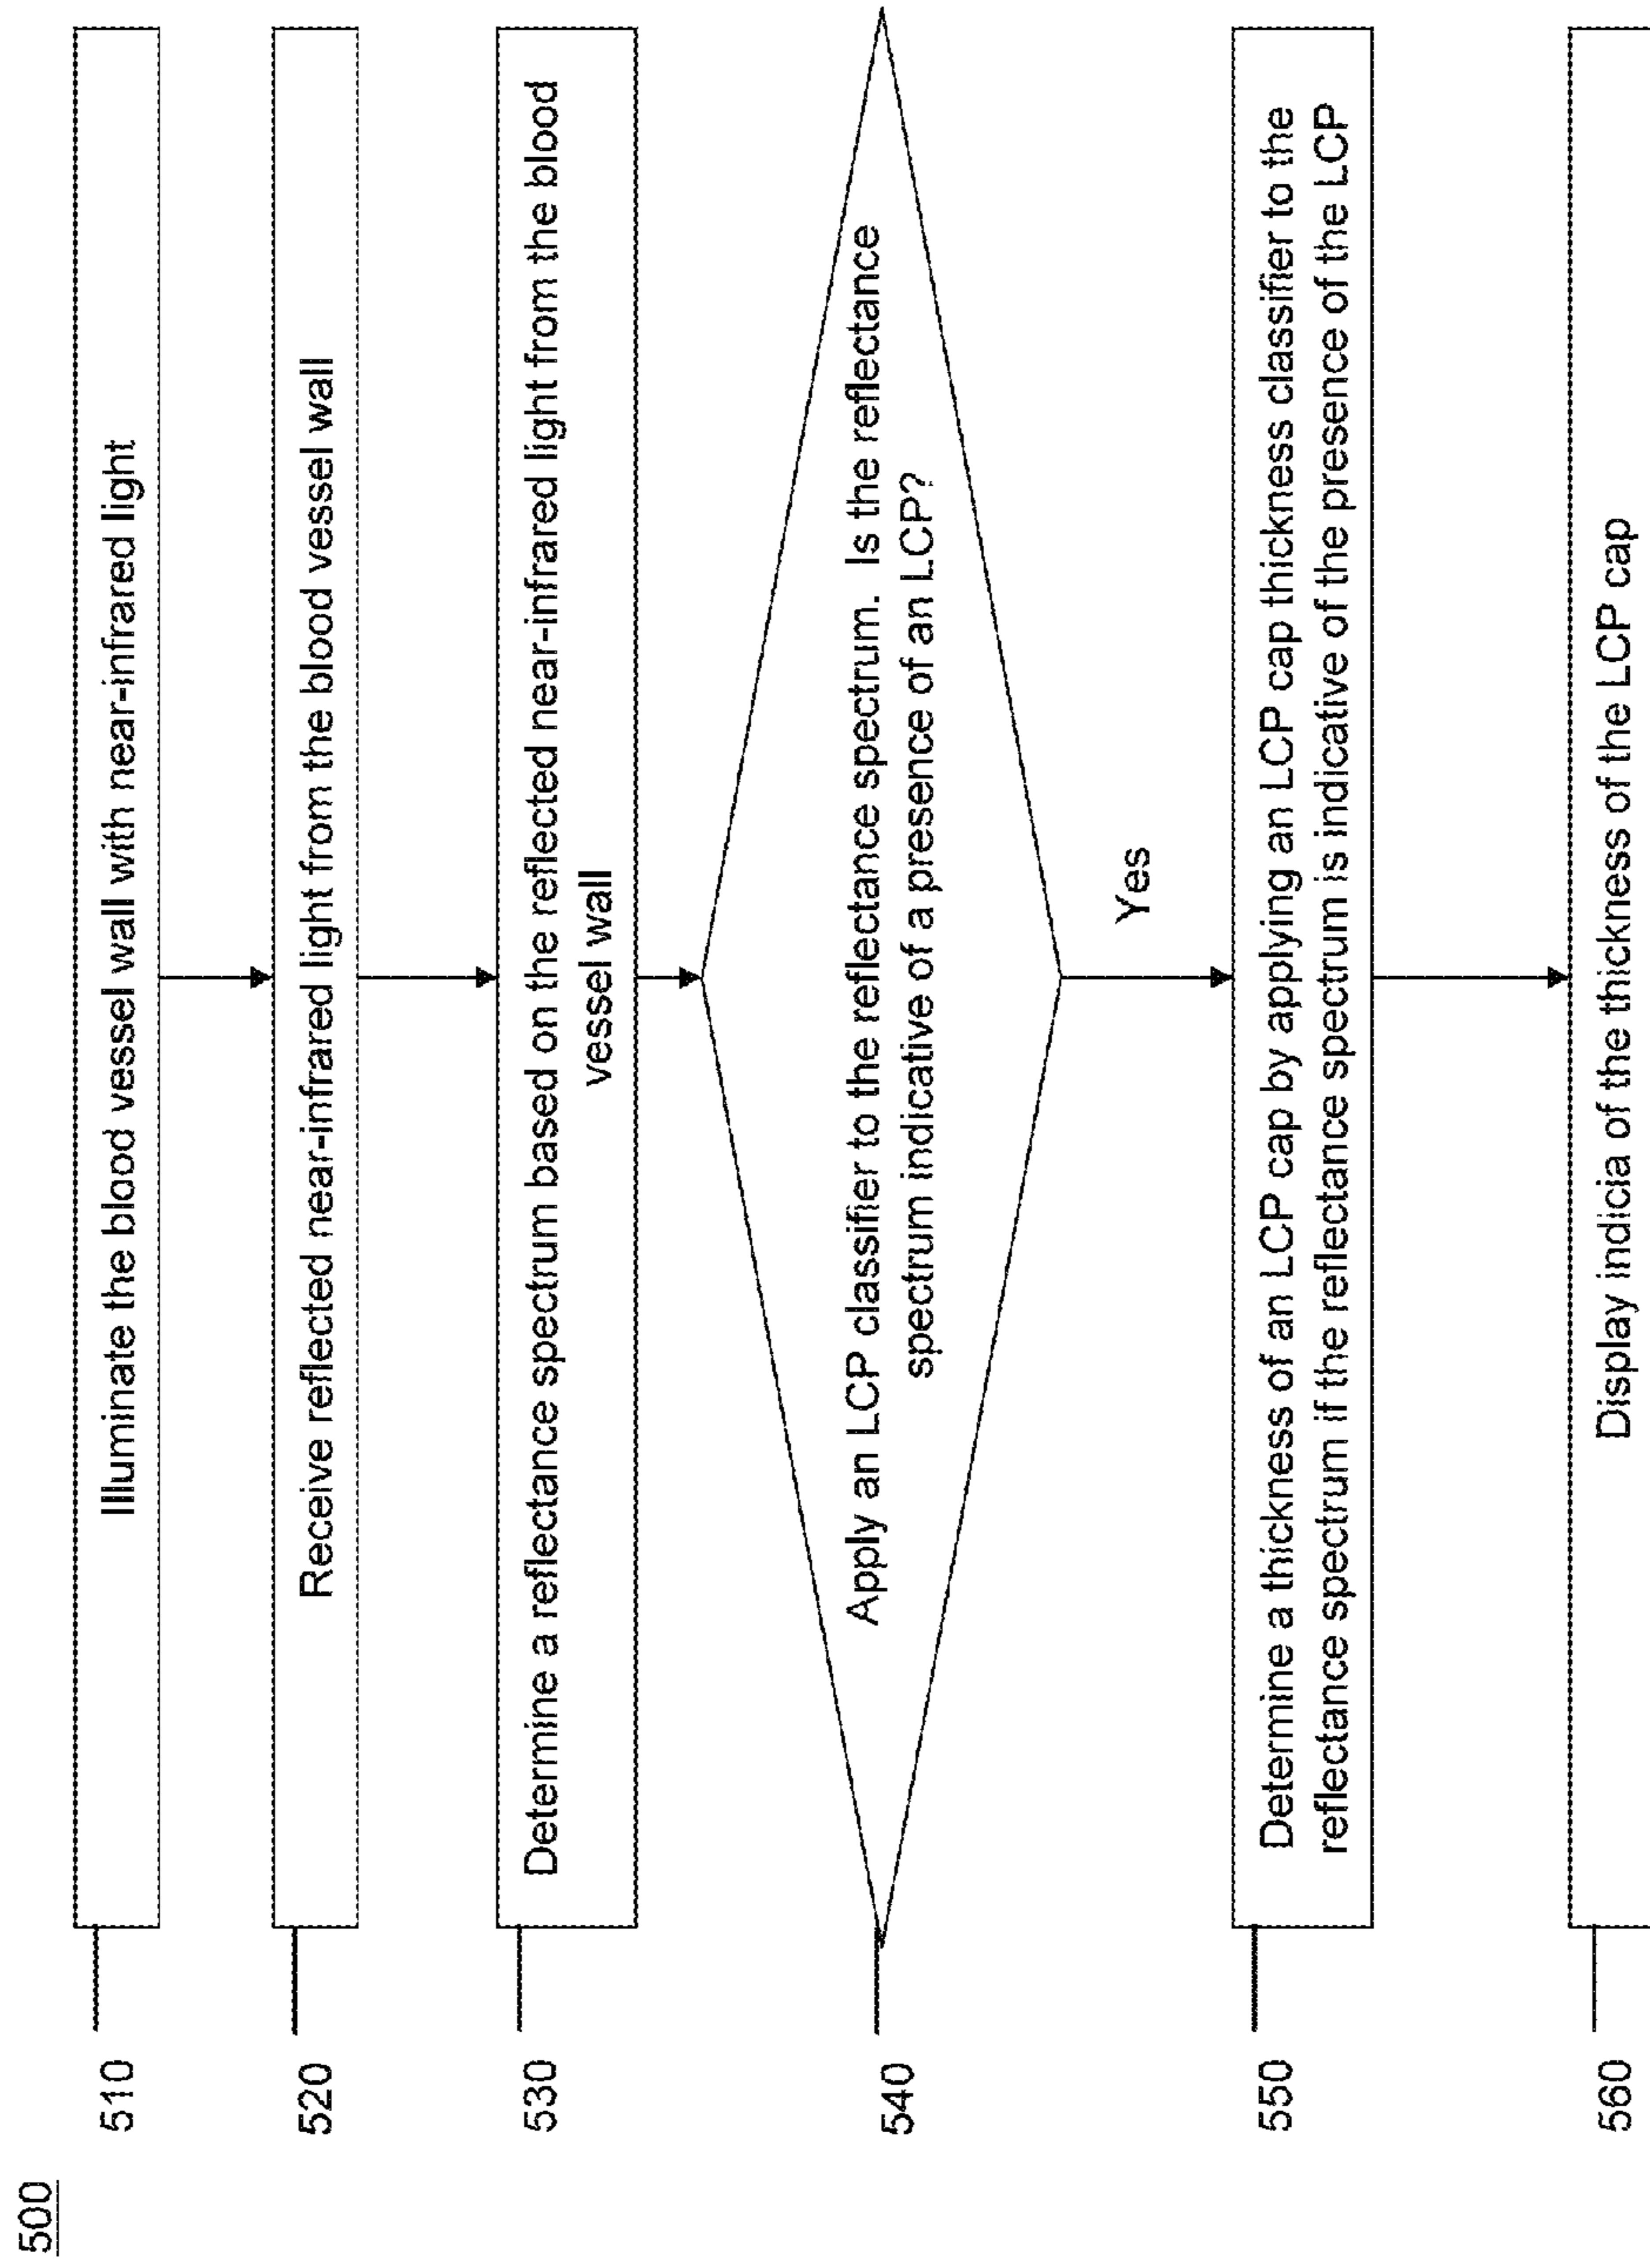 500
510
Illuminate the blood vessel wall with near-infrared light
520
Receive reflected near-infrared light from the blood vessel wall
530
Determine a reflectance spectrum based on the reflected near-infrared light from the blood
vessel wall
540
Apply an LCP classifier to the reflectance spectrum. Is the reflectance
spectrum indicative of a presence of an LCP?
Yes
550
Determine a thickness of an LCP cap by applying an LCP cap thickness classifier to the
reflectance spectrum if the reflectance spectrum is indicative of the presence of the LCP
560
Display indicia of the thickness of the LCP cap